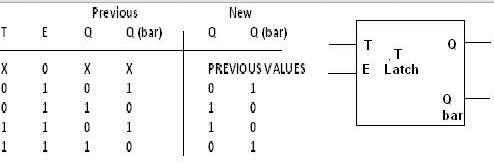 Previous New
T E Q Q (bar) Q Q (bar)
X 0 X X PREVIOUS VALUES
0 1 0 1 0 1
0 1 1 0 1 0
1 1 0 1 1 0
1 1 1 0 0 1
T Q
T
E Latch
Q
bar